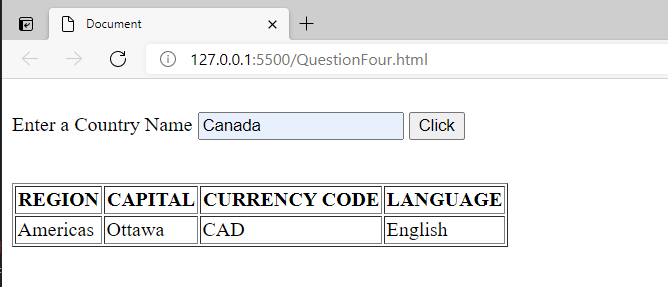 Document
127.0.0.1:5500/QuestionFour.html
Enter a Country Name Canada Click
REGION CAPITAL CURRENCY CODE LANGUAGE
Americas Ottawa CAD English